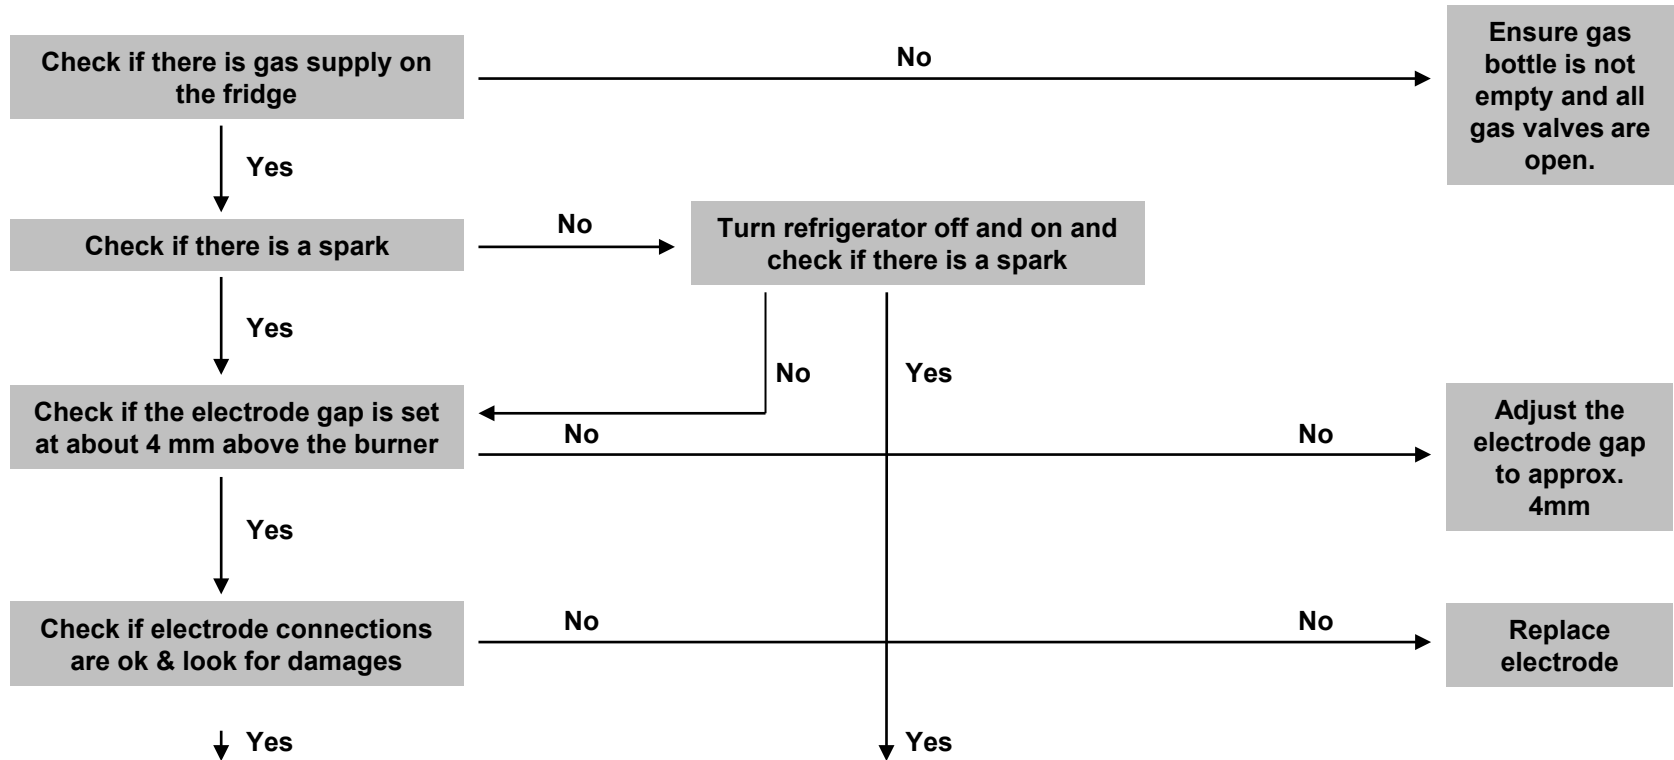 Check if there is gas supply on
the fridge
No
Ensure gas
bottle is not
empty and all
gas valves are
open.
Yes
Check if there is a spark
No
Turn refrigerator off and on and
check if there is a spark
Yes
No
Yes
Check if the electrode gap is set
at about 4 mm above the burner
No
No
Adjust the
electrode gap
to approx.
4mm
Yes
Check if electrode connections
are ok & look for damages
No
No
Replace
electrode
Yes
Yes